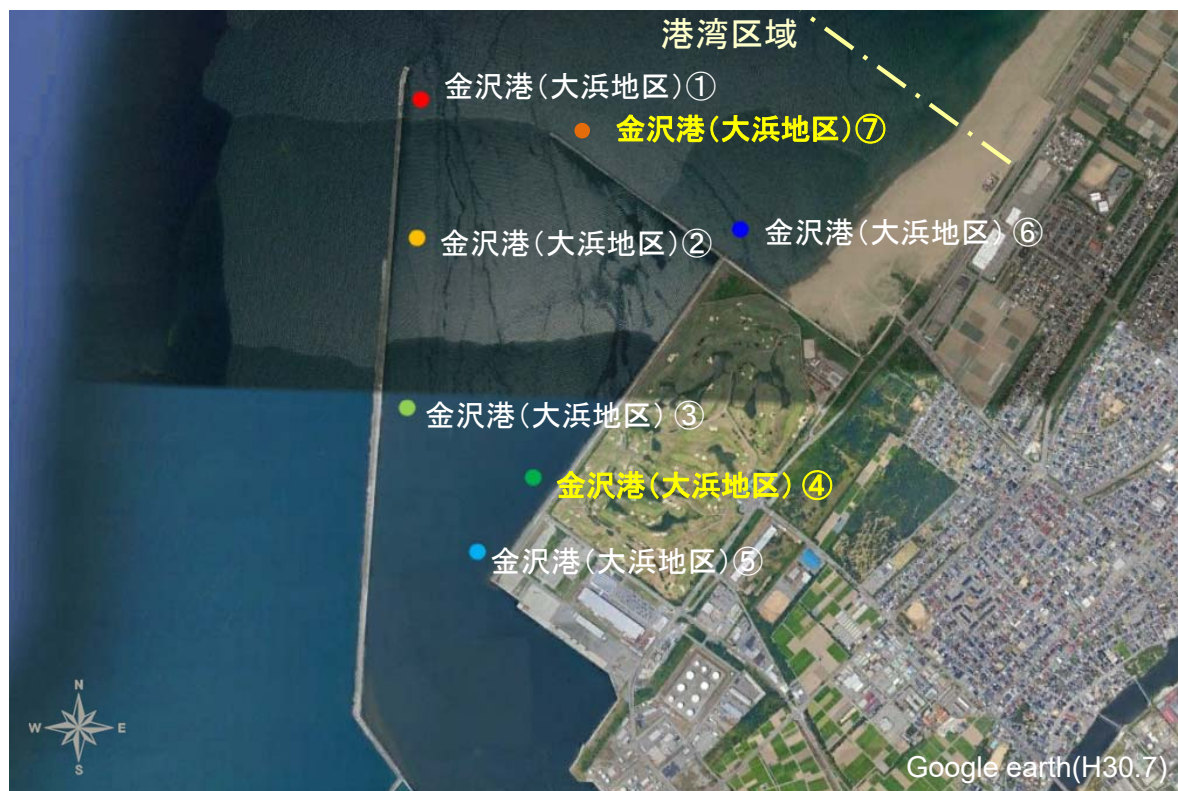 港湾区域
金沢港(大浜地区)①
金沢港(大浜地区)⑦
金沢港(大浜地区)②
金沢港(大浜地区)⑥
金沢港(大浜地区)③
金沢港(大浜地区)④
金沢港(大浜地区)⑤
N
W
E
S
Google earth(H30.7)